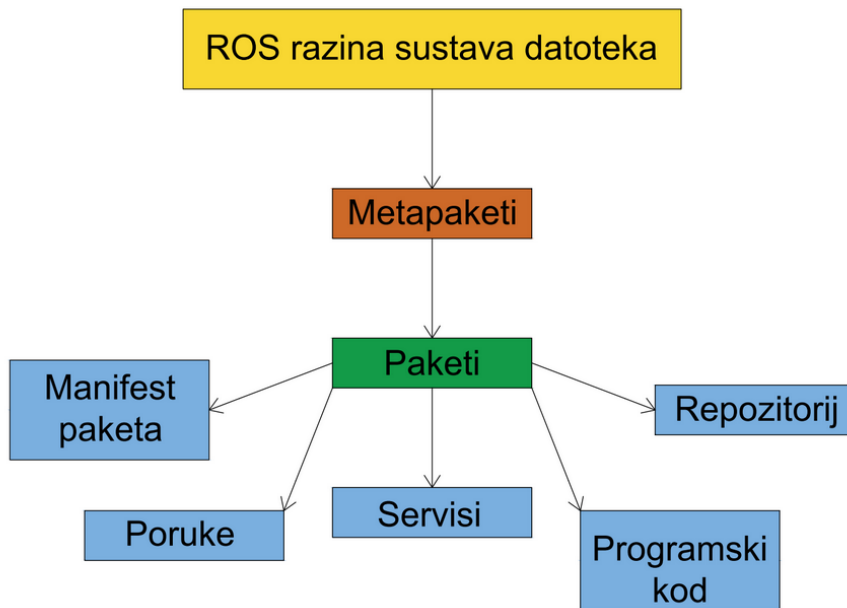 ROS razina sustava datoteka
Metapaketi
Paketi
Manifest
paketa
Repozitorij
Poruke
Servisi
Programski
kod